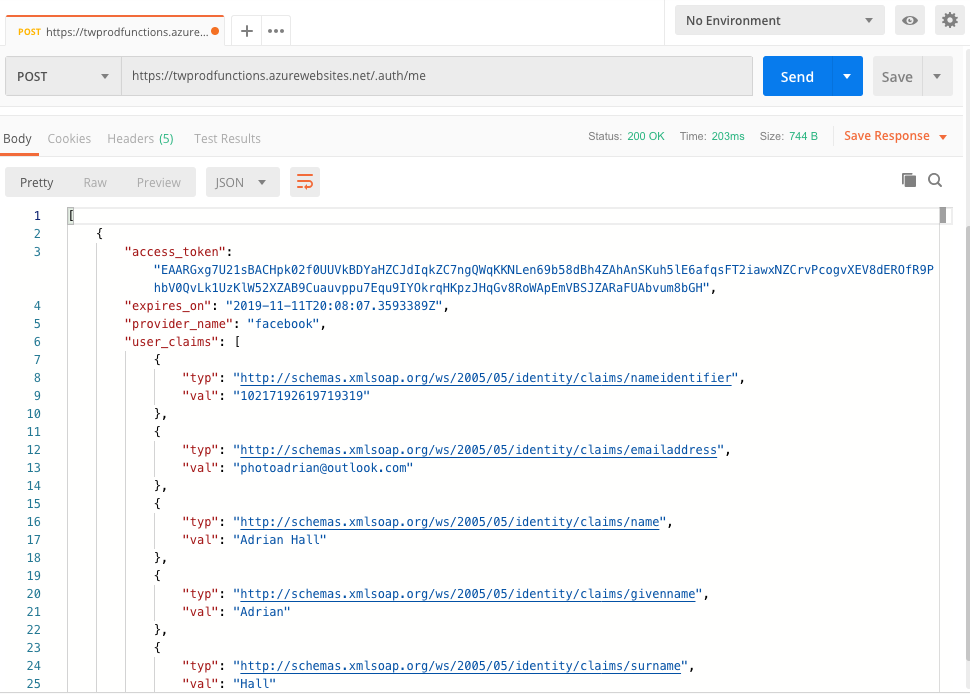 POST https://twprodfunctions.azure...
No Environment
POST https://twprodfunctions.azurewebsites.net/.auth/me Send Save
Body Cookies Headers (5) Test Results Status: 200 OK Time: 203ms Size: 744 B Save Response
Pretty Raw Preview JSON
1 [
2 {
3 "access_token":
"EAARGxg7U21sBACHpk02f0UUVkBDYaHZCJdIqkZC7ngQWqKKNLen69b58dBh4ZAhAnSKuh5lE6afqsFT2iawxNZCrvPcogvXEV8dEROfR9P
hbV0QvLk1UzKlW52XZAB9Cuauvppu7Equ9IYOkrqHKpzJHqGv8RoWApEmVBSJZARaFUAbvum8bGH",
4 "expires_on": "2019-11-11T20:08:07.3593389Z",
5 "provider_name": "facebook",
6 "user_claims": [
7 {
8 "typ": "http://schemas.xmlsoap.org/ws/2005/05/identity/claims/nameidentifier",
9 "val": "10217192619719319"
10 },
11 {
12 "typ": "http://schemas.xmlsoap.org/ws/2005/05/identity/claims/emailaddress",
13 "val": "photoadrian@outlook.com"
14 },
15 {
16 "typ": "http://schemas.xmlsoap.org/ws/2005/05/identity/claims/name",
17 "val": "Adrian Hall"
18 },
19 {
20 "typ": "http://schemas.xmlsoap.org/ws/2005/05/identity/claims/givenname",
21 "val": "Adrian"
22 },
23 {
24 "typ": "http://schemas.xmlsoap.org/ws/2005/05/identity/claims/surname",
25 "val": "Hall"